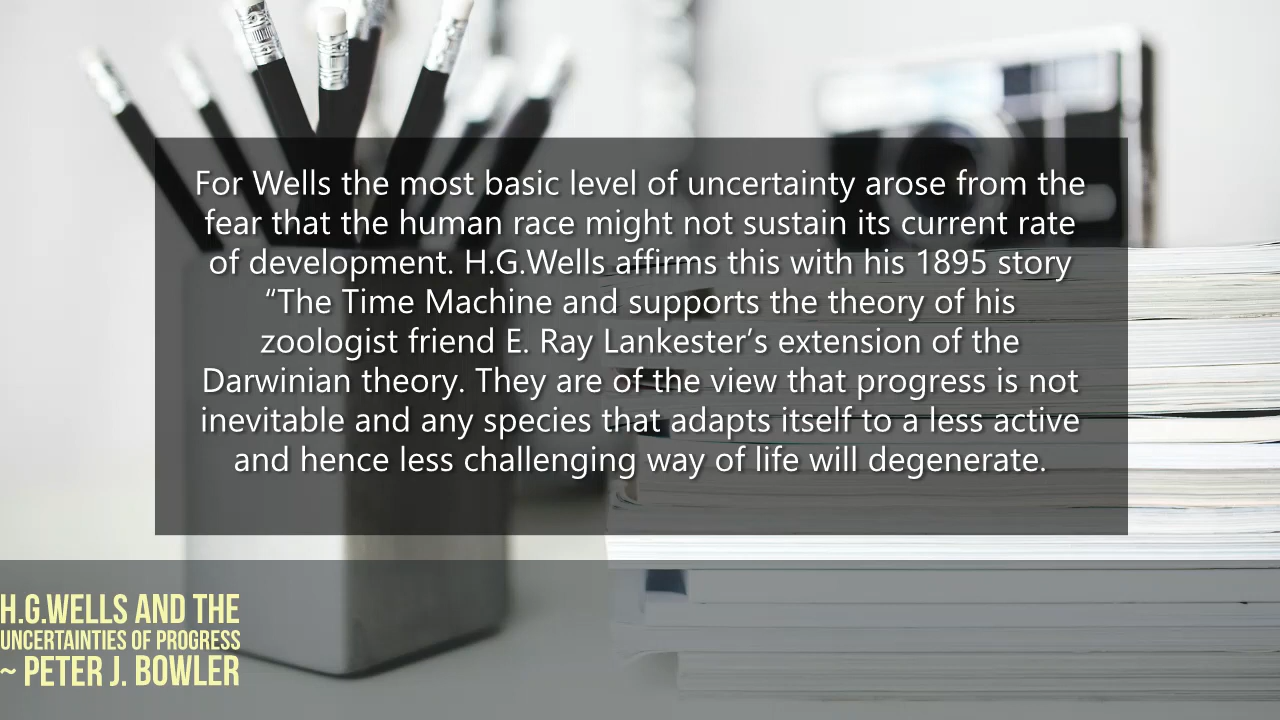 For Wells the most basic level of uncertainty arose from the
fear that the human race might not sustain its current rate
of development. H.G.Wells affirms this with his 1895 story
“The Time Machine and supports the theory of his
zoologist friend E. Ray Lankester’s extension of the
Darwinian theory. They are of the view that progress is not
inevitable and any species that adapts itself to a less active
and hence less challenging way of life will degenerate.
H.G.WELLS AND THE
UNCERTAINTIES OF PROGRESS
~ PETER J. BOWLER